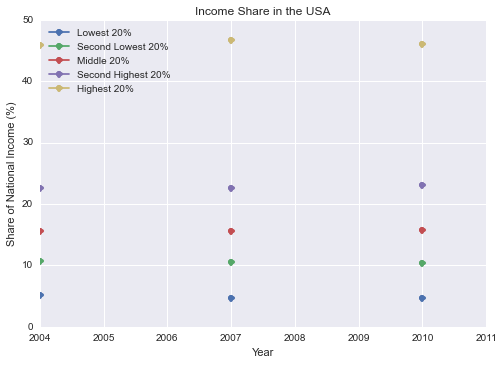 Income Share in the USA
50
40
30
20
10
0
Share of National Income (%)
Lowest 20%
Second Lowest 20%
Middle 20%
Second Highest 20%
Highest 20%
2004 2005 2006 2007 2008 2009 2010 2011
Year